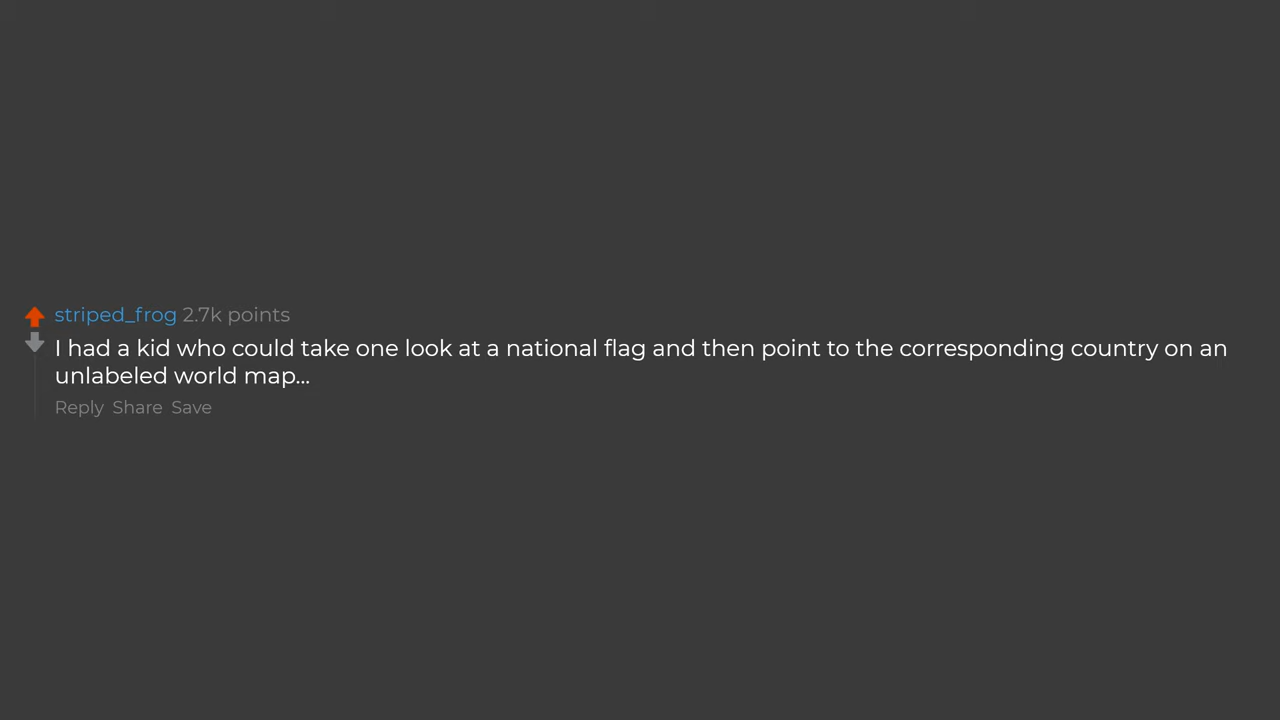 striped_frog 2.7k points
I had a kid who could take one look at a national flag and then point to the corresponding country on an
unlabeled world map...
Reply Share Save